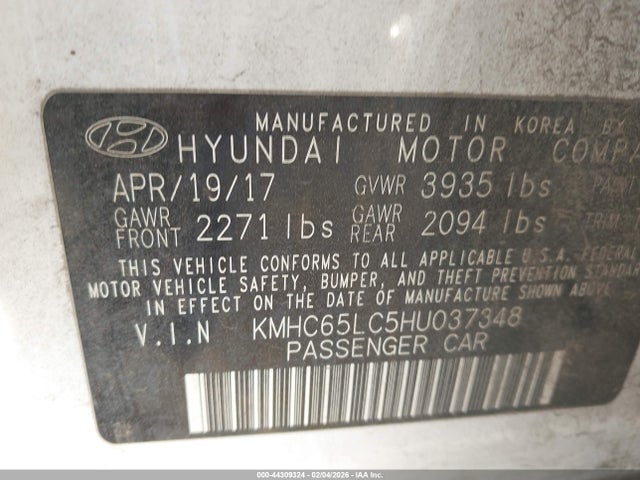 MANUFACTURED IN KOREA BY
HYUNDAI MOTOR
APR/19/17 GVWR 3935 lbs
GAWR FRONT 2271 lbs GAWR REAR 2094 lbs TRIM
THIS VEHICLE CONFORMS TO ALL APPLICABLE U.S.A. FEDERAL
MOTOR VEHICLE SAFETY, BUMPER, AND THEFT PREVENTION
IN EFFECT ON THE DATE OF MANUFACTURE SHOWN ABOVE.
V.I.N KMHC65LC5HU037348
PASSENGER CAR
000-44309324 - 02/04/2026 - IAA Inc.